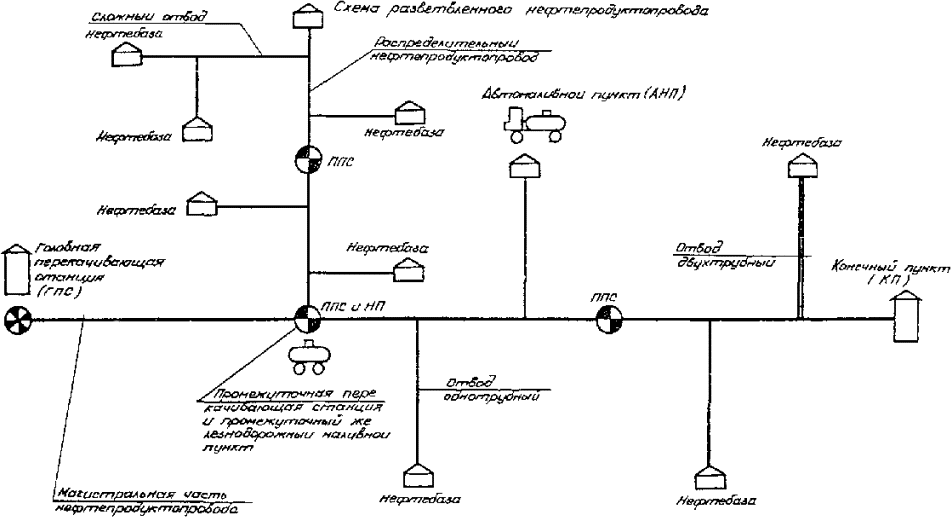 Схема разветвленного нефтепродуктопровода
Сложный отвод
нефтебаза
Распределительный
нефтепродуктопровод
Автоналивной пункт (АНП)
Нефтебаза
нефтебаза
Нефтебаза
ППС
Нефтебаза
Нефтебаза
Отвод
двухтрубный
Головная
перекачивающая
станция
(ГПС)
Конечный пункт
(КП)
ППС и НП
ППС
Промежуточная пере
качивающая станция
и промежуточный же
лезнодорожный наливной
пункт
Отвод
однотрубный
Магистральная часть
нефтепродуктопровода
Нефтебаза
Нефтебаза